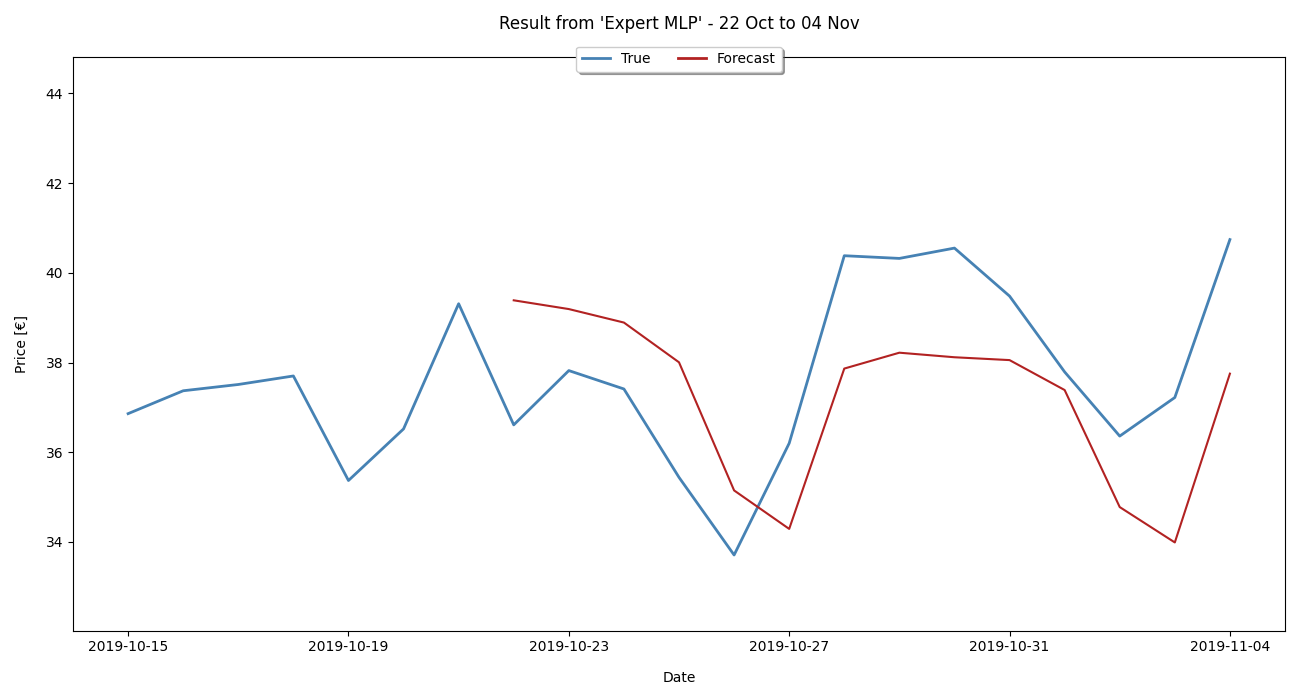 Result from 'Expert MLP' - 22 Oct to 04 Nov
True Forecast
44
42
40
38
36
34
Price [€]
2019-10-15 2019-10-19 2019-10-23 2019-10-27 2019-10-31 2019-11-04
Date